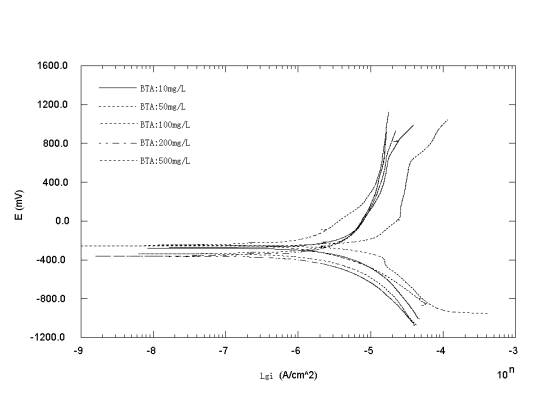 1600.0
1200.0
800.0
400.0
0.0
-400.0
-800.0
-1200.0
E (mV)
BTA:10mg/L
BTA:50mg/L
BTA:100mg/L
BTA:200mg/L
BTA:500mg/L
-9 -8 -7 -6 -5 -4 -3
Lgi (A/cm^2) 10^n